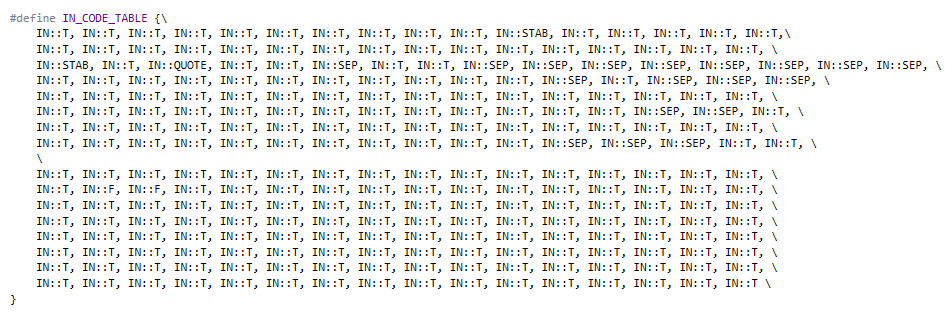 #define IN_CODE_TABLE {\
IN::T, IN::T, IN::T, IN::T, IN::T, IN::T, IN::T, IN::T, IN::T, IN::T, IN::STAB, IN::T, IN::T, IN::T, IN::T, IN::T,\
IN::T, IN::T, IN::T, IN::T, IN::T, IN::T, IN::T, IN::T, IN::T, IN::T, IN::T, IN::T, IN::T, IN::T, IN::T, IN::T, \
IN::STAB, IN::T, IN::QUOTE, IN::T, IN::T, IN::SEP, IN::T, IN::T, IN::SEP, IN::SEP, IN::SEP, IN::SEP, IN::SEP, IN::SEP, IN::SEP, IN::SEP, \
IN::T, IN::T, IN::T, IN::T, IN::T, IN::T, IN::T, IN::T, IN::T, IN::T, IN::T, IN::SEP, IN::T, IN::SEP, IN::SEP, IN::SEP, \
IN::T, IN::T, IN::T, IN::T, IN::T, IN::T, IN::T, IN::T, IN::T, IN::T, IN::T, IN::T, IN::T, IN::T, IN::T, IN::T, \
IN::T, IN::T, IN::T, IN::T, IN::T, IN::T, IN::T, IN::T, IN::T, IN::T, IN::T, IN::T, IN::T, IN::SEP, IN::SEP, IN::T, \
IN::T, IN::T, IN::T, IN::T, IN::T, IN::T, IN::T, IN::T, IN::T, IN::T, IN::T, IN::T, IN::T, IN::T, IN::T, IN::T, \
IN::T, IN::T, IN::T, IN::T, IN::T, IN::T, IN::T, IN::T, IN::T, IN::T, IN::T, IN::SEP, IN::SEP, IN::SEP, IN::T, IN::T, \
\
IN::T, IN::T, IN::T, IN::T, IN::T, IN::T, IN::T, IN::T, IN::T, IN::T, IN::T, IN::T, IN::T, IN::T, IN::T, IN::T, \
IN::T, IN::F, IN::F, IN::T, IN::T, IN::T, IN::T, IN::T, IN::T, IN::T, IN::T, IN::T, IN::T, IN::T, IN::T, IN::T, \
IN::T, IN::T, IN::T, IN::T, IN::T, IN::T, IN::T, IN::T, IN::T, IN::T, IN::T, IN::T, IN::T, IN::T, IN::T, IN::T, \
IN::T, IN::T, IN::T, IN::T, IN::T, IN::T, IN::T, IN::T, IN::T, IN::T, IN::T, IN::T, IN::T, IN::T, IN::T, IN::T, \
IN::T, IN::T, IN::T, IN::T, IN::T, IN::T, IN::T, IN::T, IN::T, IN::T, IN::T, IN::T, IN::T, IN::T, IN::T, IN::T, \
IN::T, IN::T, IN::T, IN::T, IN::T, IN::T, IN::T, IN::T, IN::T, IN::T, IN::T, IN::T, IN::T, IN::T, IN::T, IN::T, \
IN::T, IN::T, IN::T, IN::T, IN::T, IN::T, IN::T, IN::T, IN::T, IN::T, IN::T, IN::T, IN::T, IN::T, IN::T, IN::T, \
IN::T, IN::T, IN::T, IN::T, IN::T, IN::T, IN::T, IN::T, IN::T, IN::T, IN::T, IN::T, IN::T, IN::T, IN::T, IN::T \
}